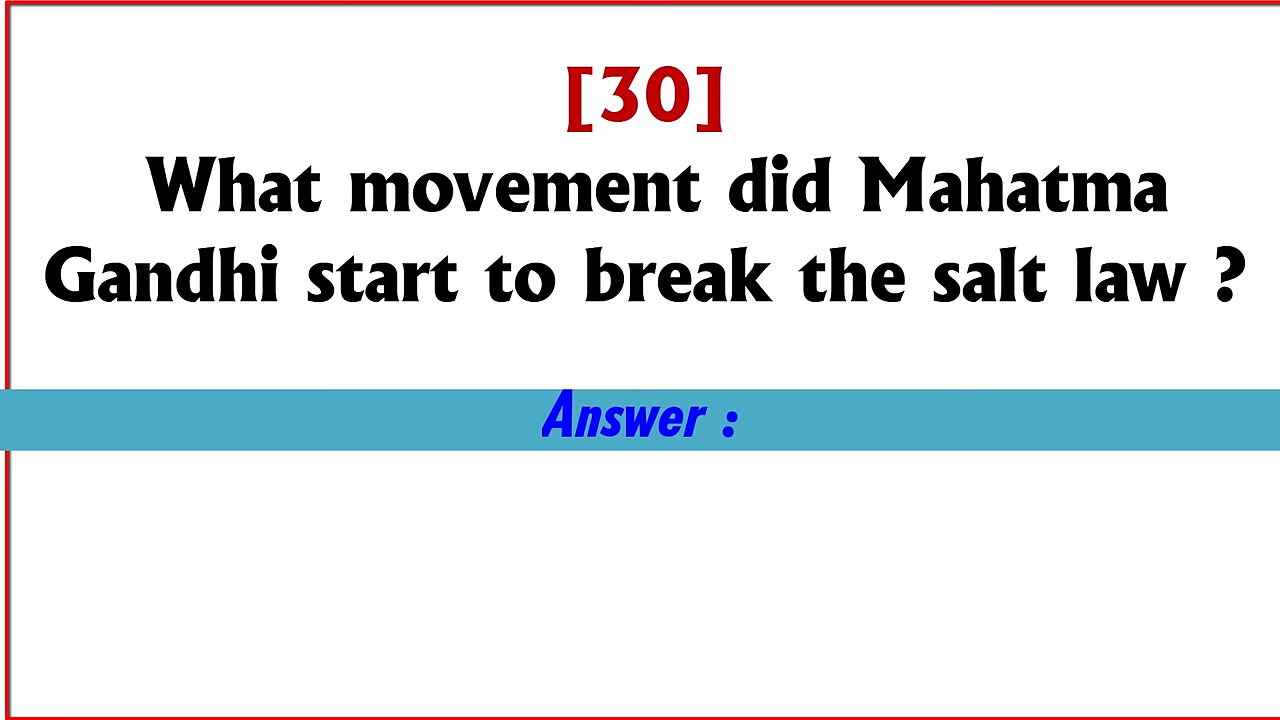 [30]
What movement did Mahatma
Gandhi start to break the salt law ?
Answer :